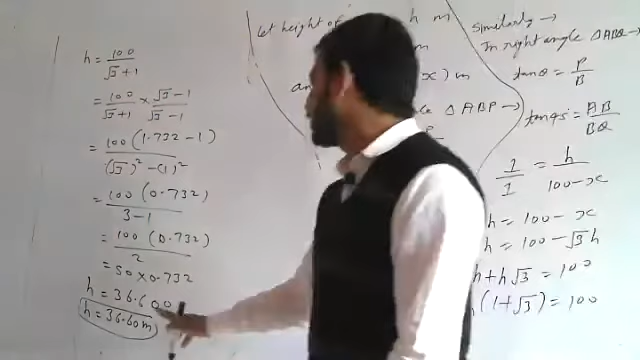 h = 100 / √3 + 1
= 100 / √3 + 1 × √3 - 1 / √3 - 1
= 100 (1.732 - 1) / (√3)² - (1)²
= 100 (0.732) / 3 - 1
= 100 (0.732) / 2
= 50 × 0.732
h = 36.600
h = 36.60 m
Let height of h m
m
x) m
an
Δ ABP →
P
Similarly →
In right angle Δ ABQ →
tanθ = P / B
tan45° = AB / BQ
1 / 1 = h / 100 - x
h = 100 - x
h = 100 - √3 h
h + h√3 = 100
(1 + √3) = 100